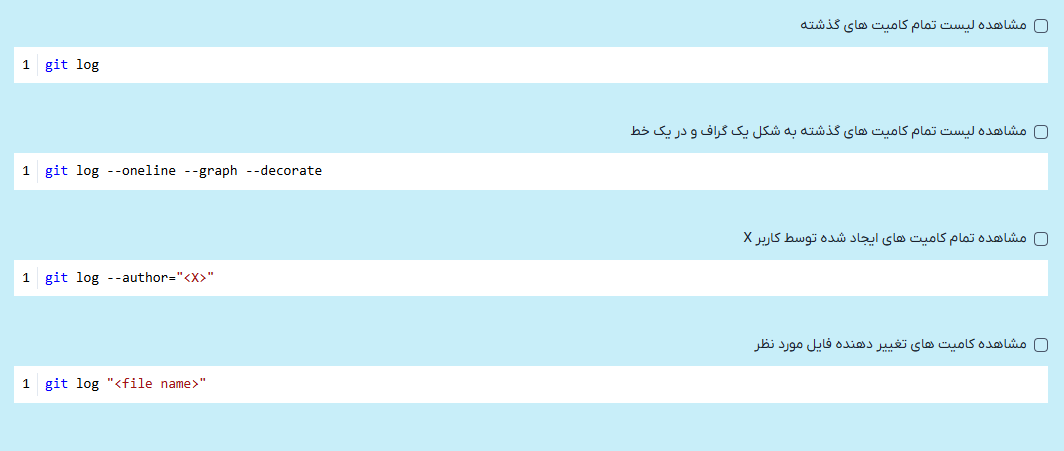 مشاهده لیست تمام کامیت های گذشته
1 git log
مشاهده لیست تمام کامیت های گذشته به شکل یک گراف و در یک خط
1 git log --oneline --graph --decorate
مشاهده تمام کامیت های ایجاد شده توسط کاربر X
1 git log --author="<X>"
مشاهده کامیت های تغییر دهنده فایل مورد نظر
1 git log "<file name>"